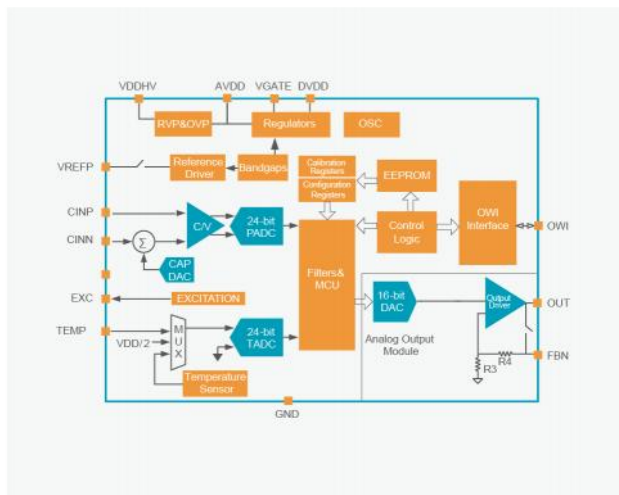 VDDHV
AVDD
VGATE
DVDD
RVP&OVP
Regulators
OSC
VREFP
Reference
Driver
Bandgaps
Calibration
Registers
Configuration
Registers
EEPROM
CINP
CINN
Σ
C/V
24-bit
PADC
CAP
DAC
Filters&
MCU
Control
Logic
OWI
Interface
OWI
EXC
EXCITATION
TEMP
VDD/2
M
U
X
24-bit
TADC
Temperature
Sensor
16-bit
DAC
Analog Output
Module
Output
Driver
OUT
R4
R3
FBN
GND